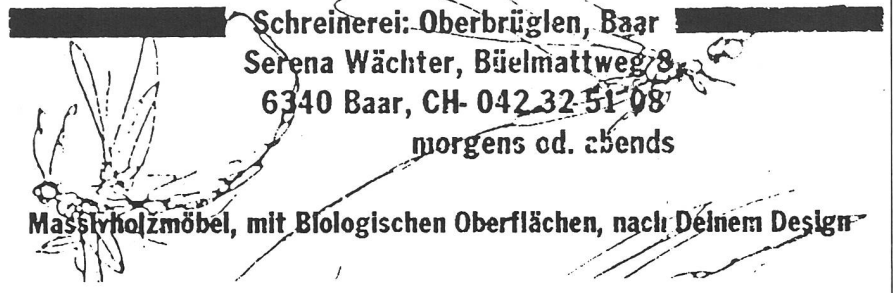 Schreinerei: Oberbrüglen, Baar
Serena Wächter, Büelmattweg 8
6340 Baar, CH- 042 32 51 08
morgens od. abends
Massivholzmöbel, mit Biologischen Oberflächen, nach Deinem Design